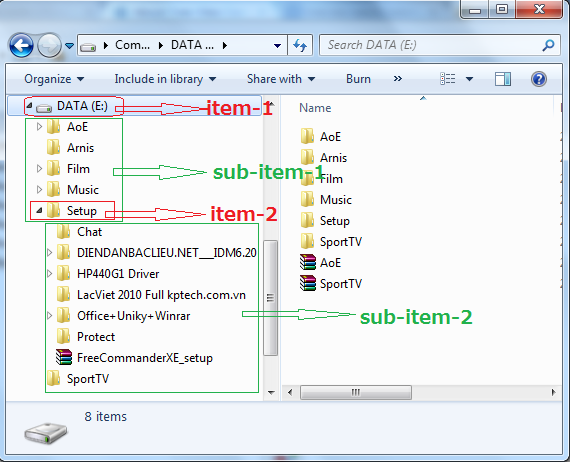 Com... DATA ... Search DATA (E:)
Organize Include in library Share with Burn »
DATA (E:) item-1
AoE
Arnis
Film
Music
Setup
sub-item-1
item-2
Chat
DIENDANBACLIEU.NET___IDM6.20
HP440G1 Driver
LacViet 2010 Full kptech.com.vn
Office+Uniky+Winrar
Protect
FreeCommanderXE_setup
SportTV
sub-item-2
Name
AoE
Arnis
Film
Music
Setup
SportTV
AoE
SportTV
8 items